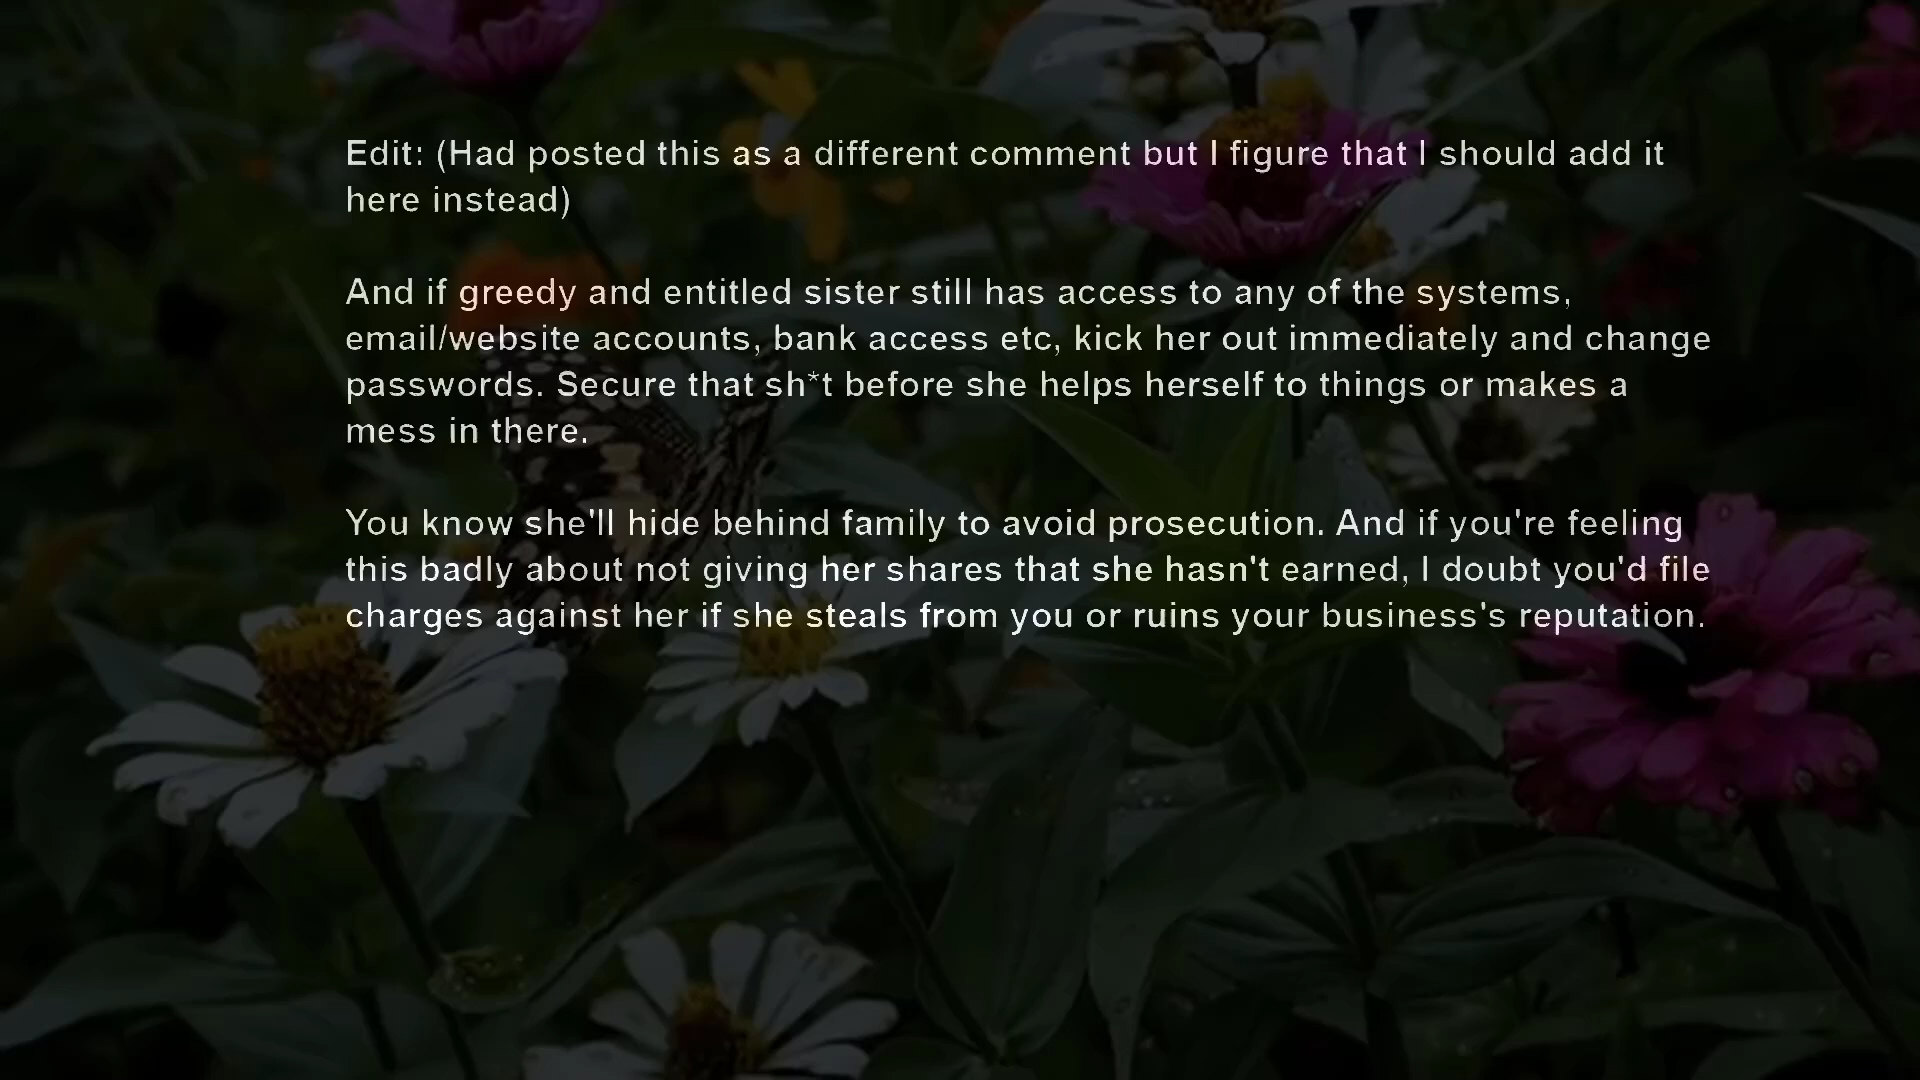 Edit: (Had posted this as a different comment but I figure that I should add it
here instead)
And if greedy and entitled sister still has access to any of the systems,
email/website accounts, bank access etc, kick her out immediately and change
passwords. Secure that sh*t before she helps herself to things or makes a
mess in there.
You know she'll hide behind family to avoid prosecution. And if you're feeling
this badly about not giving her shares that she hasn't earned, I doubt you'd file
charges against her if she steals from you or ruins your business's reputation.